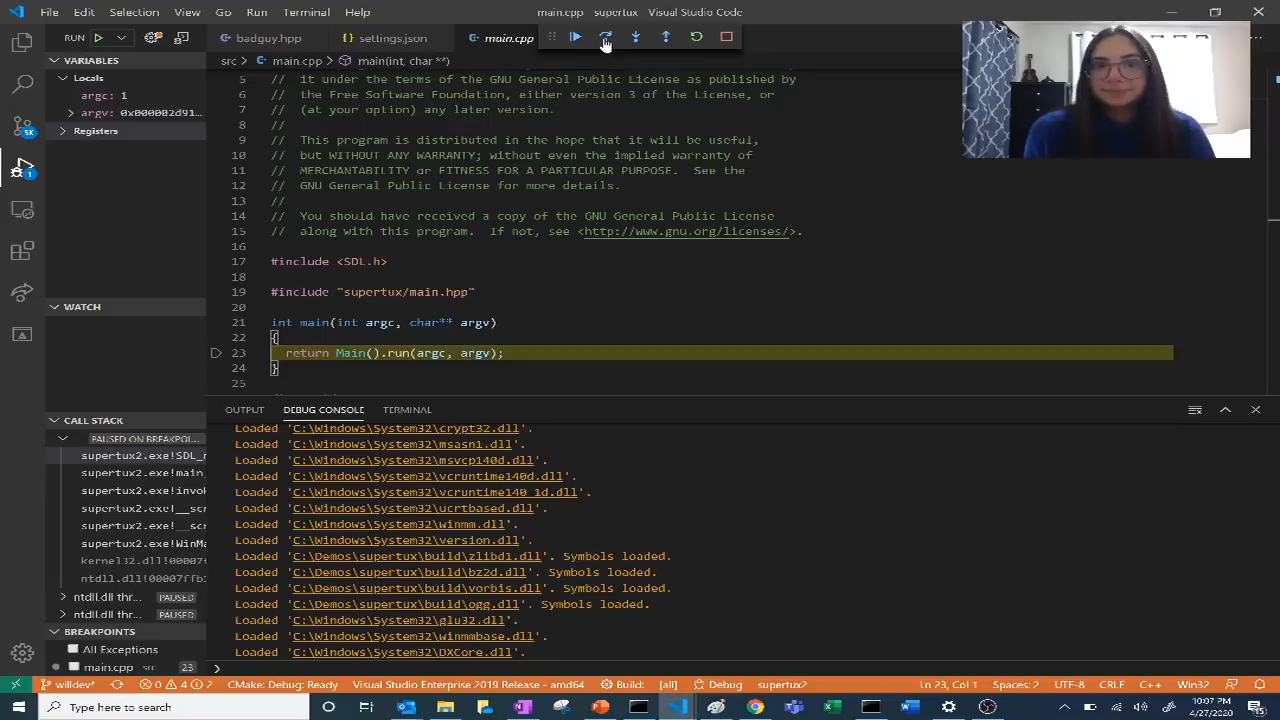 File Edit Selection View Go Run Terminal Help main.cpp supertux Visual Studio Code
RUN badguy.hpp {} settings.js main.cpp
src > main.cpp > main(int char **)
VARIABLES
Locals
argc: 1
argv: 0x000002d91...
Registers
WATCH
CALL STACK
PAUSED ON BREAKPOI...
supertux2.exe!SDL_
supertux2.exe!main_
supertux2.exe!invok
supertux2.exe!__scr
supertux2.exe!__scr
supertux2.exe!WinMa
kernel32.dll!00007f
ntdll.dll!00007ffb1
ntdll.dll thr... PAUSED
ntdll.dll thr... PAUSED
BREAKPOINTS
All Exceptions
main.cpp src 23
5 // it under the terms of the GNU General Public License as published by
6 // the Free Software Foundation, either version 3 of the License, or
7 // (at your option) any later version.
8 //
9 // This program is distributed in the hope that it will be useful,
10 // but WITHOUT ANY WARRANTY; without even the implied warranty of
11 // MERCHANTABILITY or FITNESS FOR A PARTICULAR PURPOSE. See the
12 // GNU General Public License for more details.
13 //
14 // You should have received a copy of the GNU General Public License
15 // along with this program. If not, see <http://www.gnu.org/licenses/>.
16
17 #include <SDL.h>
18
19 #include "supertux/main.hpp"
20
21 int main(int argc, char** argv)
22 {
23 return Main().run(argc, argv);
24 }
25
OUTPUT DEBUG CONSOLE TERMINAL
Loaded 'C:\Windows\System32\crypt32.dll'.
Loaded 'C:\Windows\System32\msasn1.dll'.
Loaded 'C:\Windows\System32\msvcp140d.dll'.
Loaded 'C:\Windows\System32\vcruntime140d.dll'.
Loaded 'C:\Windows\System32\vcruntime140_1d.dll'.
Loaded 'C:\Windows\System32\ucrtbased.dll'.
Loaded 'C:\Windows\System32\winmm.dll'.
Loaded 'C:\Windows\System32\version.dll'.
Loaded 'C:\Demos\supertux\build\zlibd1.dll'. Symbols loaded.
Loaded 'C:\Demos\supertux\build\bz2d.dll'. Symbols loaded.
Loaded 'C:\Demos\supertux\build\vorbis.dll'. Symbols loaded.
Loaded 'C:\Demos\supertux\build\ogg.dll'. Symbols loaded.
Loaded 'C:\Windows\System32\glu32.dll'.
Loaded 'C:\Windows\System32\winmmbase.dll'.
Loaded 'C:\Windows\System32\DXCore.dll'.
5K
1
willdev* 0 4 2 CMake: Debug: Ready Visual Studio Enterprise 2019 Release - amd64 Build: [all] Debug supertux2 Ln 23, Col 1 Spaces: 2 UTF-8 CRLF C++ Win32
Type here to search
10:07 PM
4/27/2020